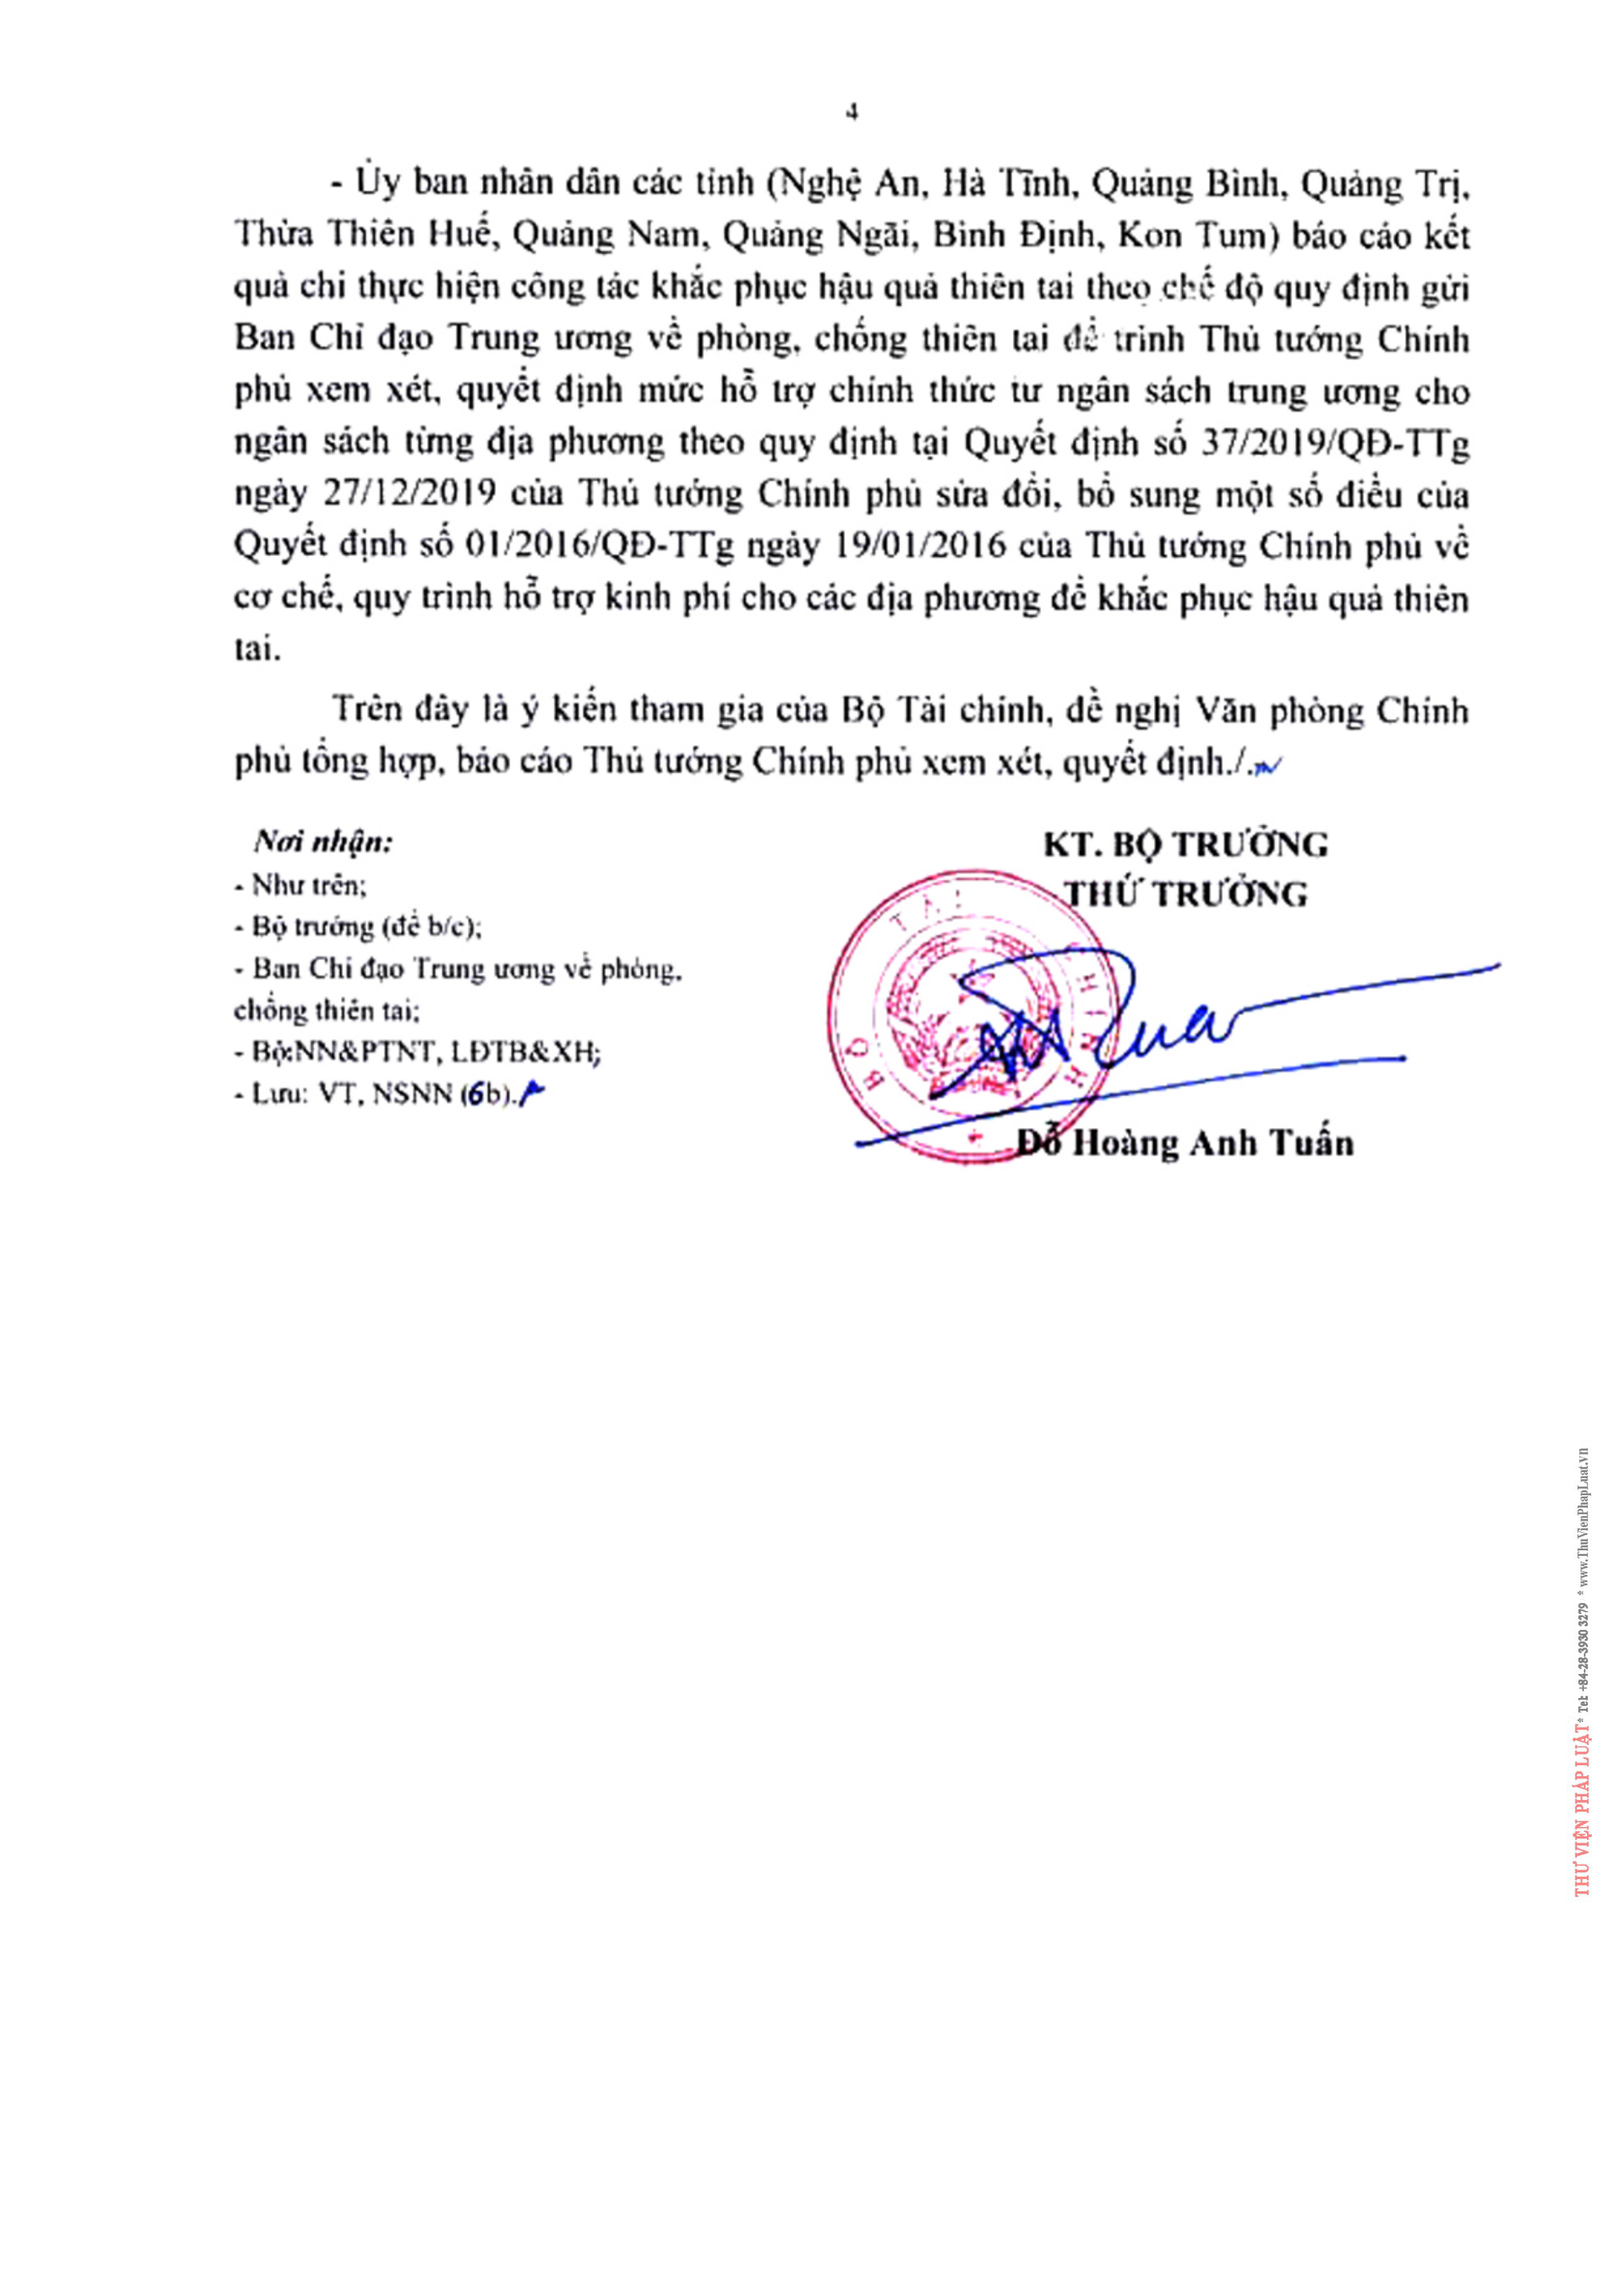 4
- Ủy ban nhân dân các tỉnh (Nghệ An, Hà Tĩnh, Quảng Bình, Quảng Trị,
Thừa Thiên Huế, Quảng Nam, Quảng Ngãi, Bình Định, Kon Tum) báo cáo kết
quả chi thực hiện công tác khắc phục hậu quả thiên tai theo chế độ quy định gửi
Ban Chỉ đạo Trung ương về phòng, chống thiên tai để trình Thủ tướng Chính
phủ xem xét, quyết định mức hỗ trợ chính thức từ ngân sách trung ương cho
ngân sách từng địa phương theo quy định tại Quyết định số 37/2019/QĐ-TTg
ngày 27/12/2019 của Thủ tướng Chính phủ sửa đổi, bổ sung một số điều của
Quyết định số 01/2016/QĐ-TTg ngày 19/01/2016 của Thủ tướng Chính phủ về
cơ chế, quy trình hỗ trợ kinh phí cho các địa phương để khắc phục hậu quả thiên
tai.
Trên đây là ý kiến tham gia của Bộ Tài chính, đề nghị Văn phòng Chính
phủ tổng hợp, báo cáo Thủ tướng Chính phủ xem xét, quyết định./.
Nơi nhận:
- Như trên;
- Bộ trưởng (để b/c);
- Ban Chỉ đạo Trung ương về phòng,
chống thiên tai;
- Bộ:NN&PTNT, LĐTB&XH;
- Lưu: VT, NSNN (6b).
KT. BỘ TRƯỞNG
THỨ TRƯỞNG
BỘ TÀI CHÍNH
Đỗ Hoàng Anh Tuấn
THƯ VIỆN PHÁP LUẬT * Tel: +84-28-3930 3279 * www.ThuVienPhapLuat.vn